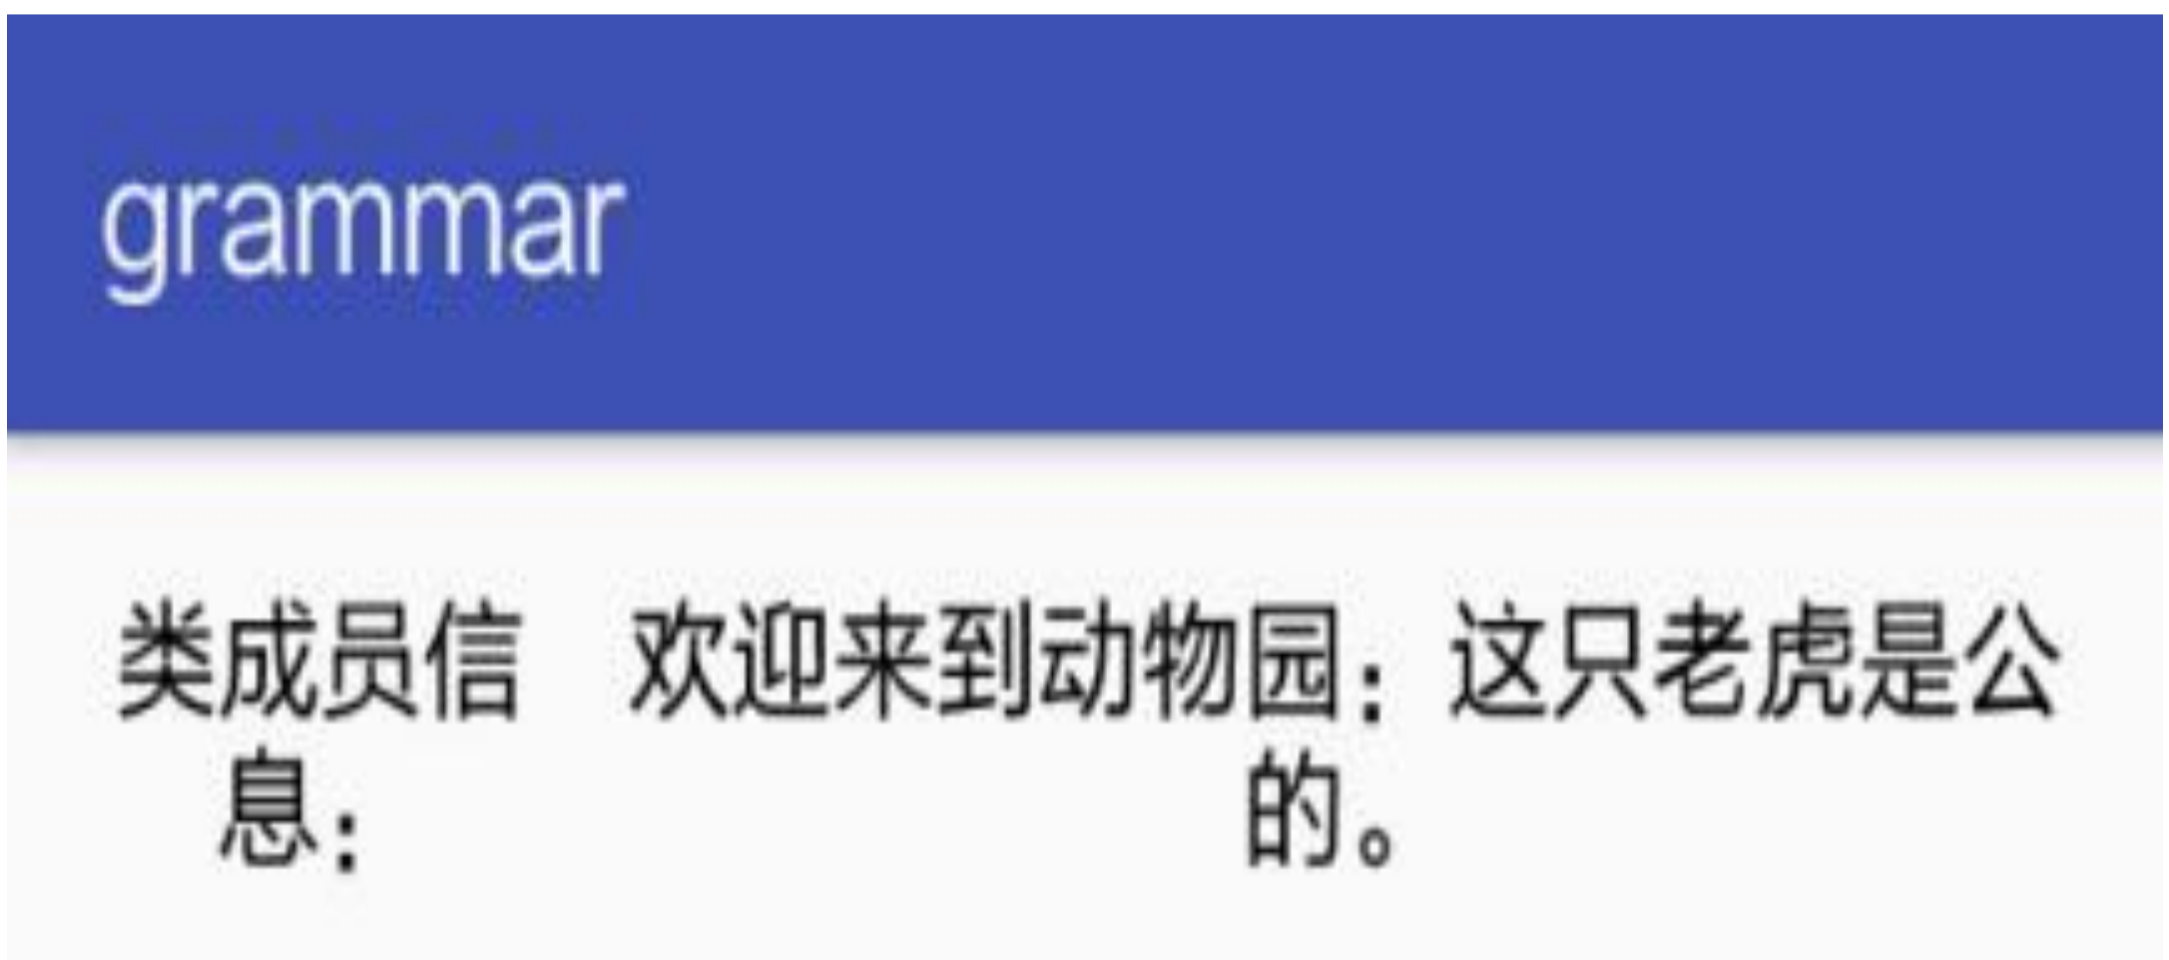 grammar
类成员信
息：
欢迎来到动物园：这只老虎是公
的。